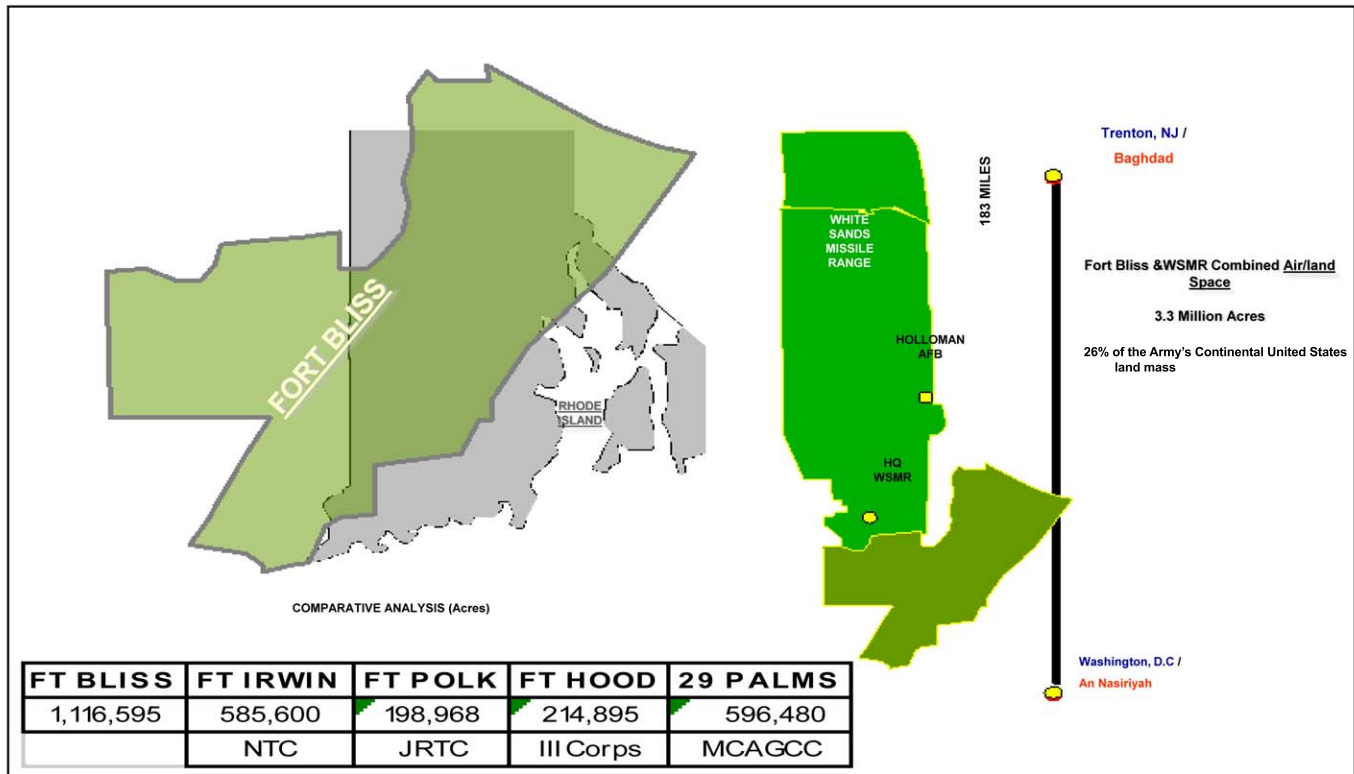 FORT BLISS
RHODE
ISLAND
COMPARATIVE ANALYSIS (Acres)
WHITE
SANDS
MISSILE
RANGE
HOLLOMAN
AFB
HQ
WSMR
183 MILES
Trenton, NJ /
Baghdad
Fort Bliss &WSMR Combined Air/land
Space
3.3 Million Acres
26% of the Army's Continental United States
land mass
Washington, D.C /
An Nasiriyah
FT BLISS FT IRWIN FT POLK FT HOOD 29 PALMS
1,116,595 585,600 198,968 214,895 596,480
NTC JRTC III Corps MCAGCC